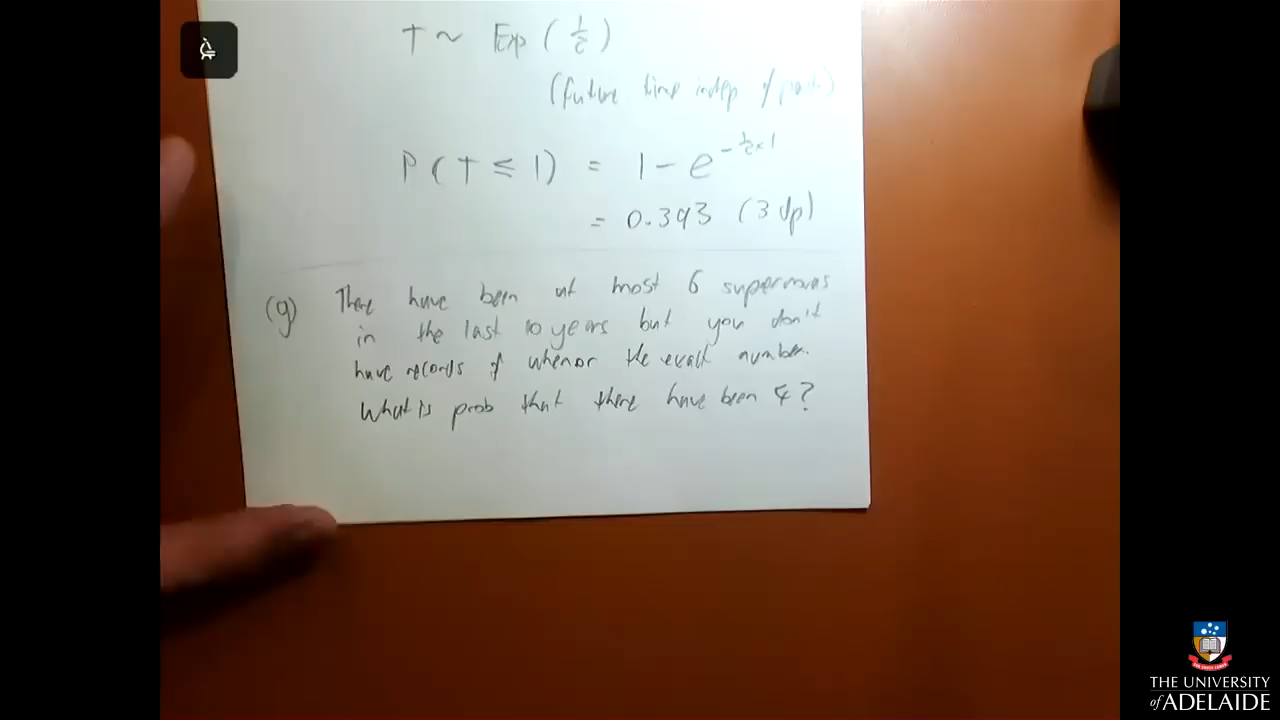 T ~ Exp (1/2)
(future time indep of past)
P(T ≤ 1) = 1 - e^{-1/2 × 1}
= 0.393 (3 dp)
(g) There have been at most 6 supernovas
in the last 10 years but you don't
have records of when or the exact number.
What is prob that there have been 4?
THE UNIVERSITY
of ADELAIDE